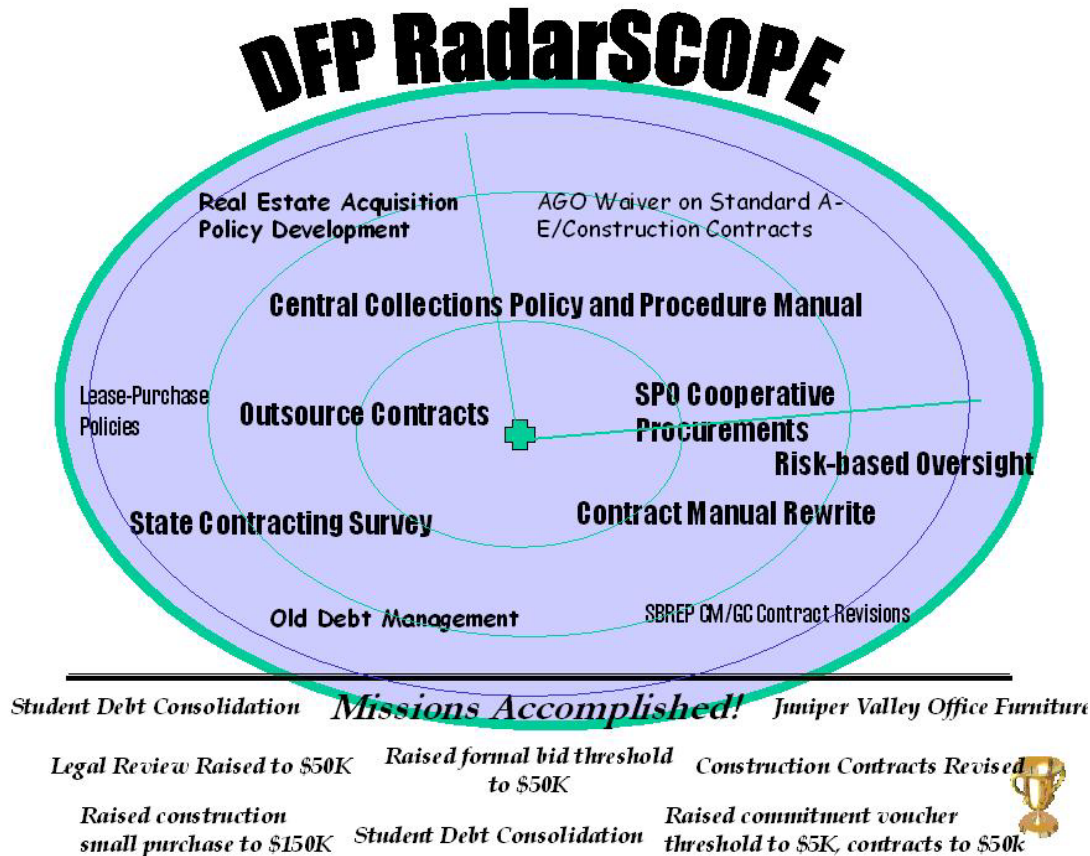 DFP RadarSCOPE
Real Estate Acquisition
Policy Development
AGO Waiver on Standard A-
E/Construction Contracts
Central Collections Policy and Procedure Manual
Lease-Purchase
Policies
Outsource Contracts
SPO Cooperative
Procurements
Risk-based Oversight
State Contracting Survey
Contract Manual Rewrite
Old Debt Management
SBREP CM/GC Contract Revisions
Student Debt Consolidation
Missions Accomplished!
Juniper Valley Office Furniture
Legal Review Raised to $50K
Raised formal bid threshold
to $50K
Construction Contracts Revised
Raised construction
small purchase to $150K
Student Debt Consolidation
Raised commitment voucher
threshold to $5K, contracts to $50k